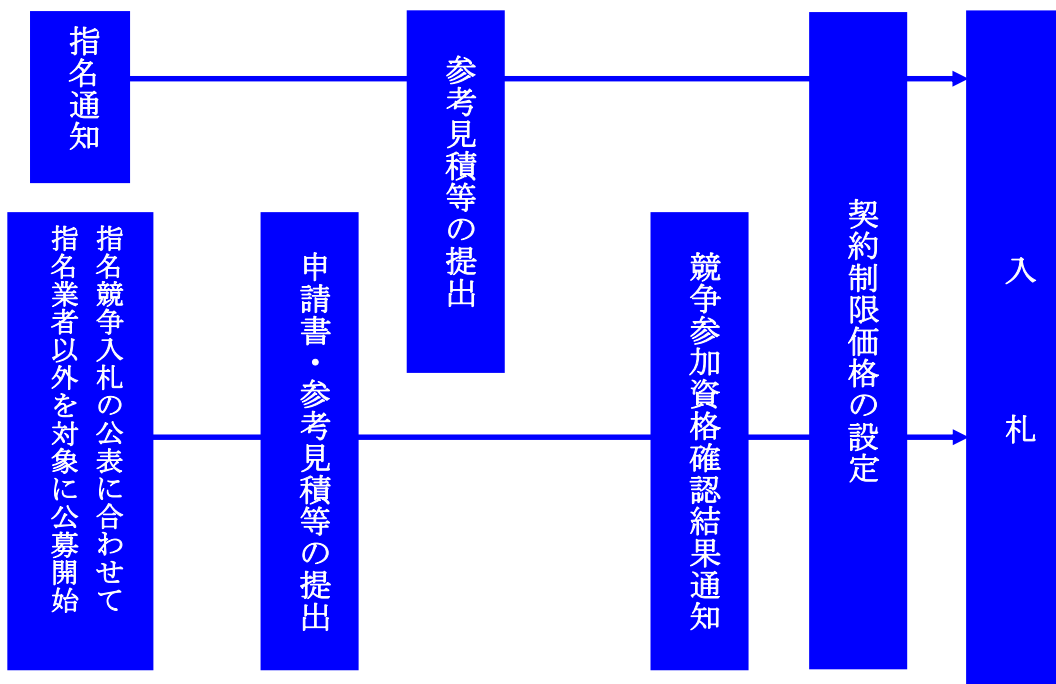 指名通知
参考見積等の提出
指名競争入札の公表に合わせて
指名業者以外を対象に公募開始
申請書・参考見積等の提出
競争参加資格確認結果通知
契約制限価格の設定
入札